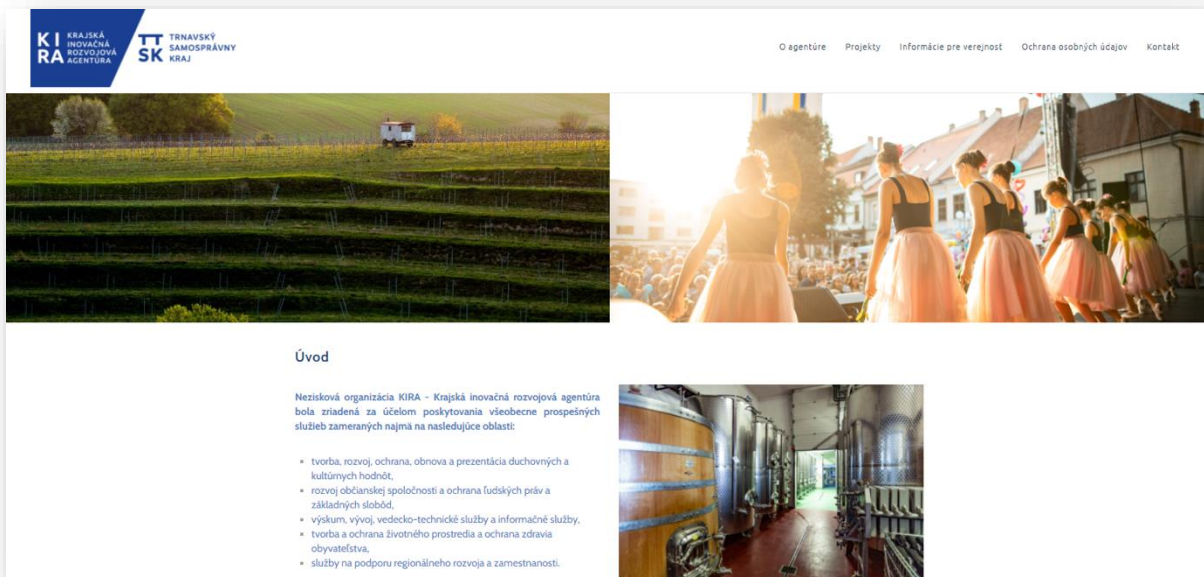 KI RA KRAJSKÁ INOVAČNÁ ROZVOJOVÁ AGENTÚRA
TT SK TRNAVSKÝ SAMOSPRÁVNY KRAJ
O agentúre Projekty Informácie pre verejnosť Ochrana osobných údajov Kontakt
Úvod
Nezisková organizácia KIRA - Krajská inovačná rozvojová agentúra
bola zriadená za účelom poskytovania všeobecne prospešných
služieb zameraných najmä na nasledujúce oblasti:
tvorba, rozvoj, ochrana, obnova a prezentácia duchovných a
kultúrnych hodnôt,
rozvoj občianskej spoločnosti a ochrana ľudských práv a
základných slobôd,
výskum, vývoj, vedecko-technické služby a informačné služby,
tvorba a ochrana životného prostredia a ochrana zdravia
obyvateľstva,
služby na podporu regionálneho rozvoja a zamestnanosti.